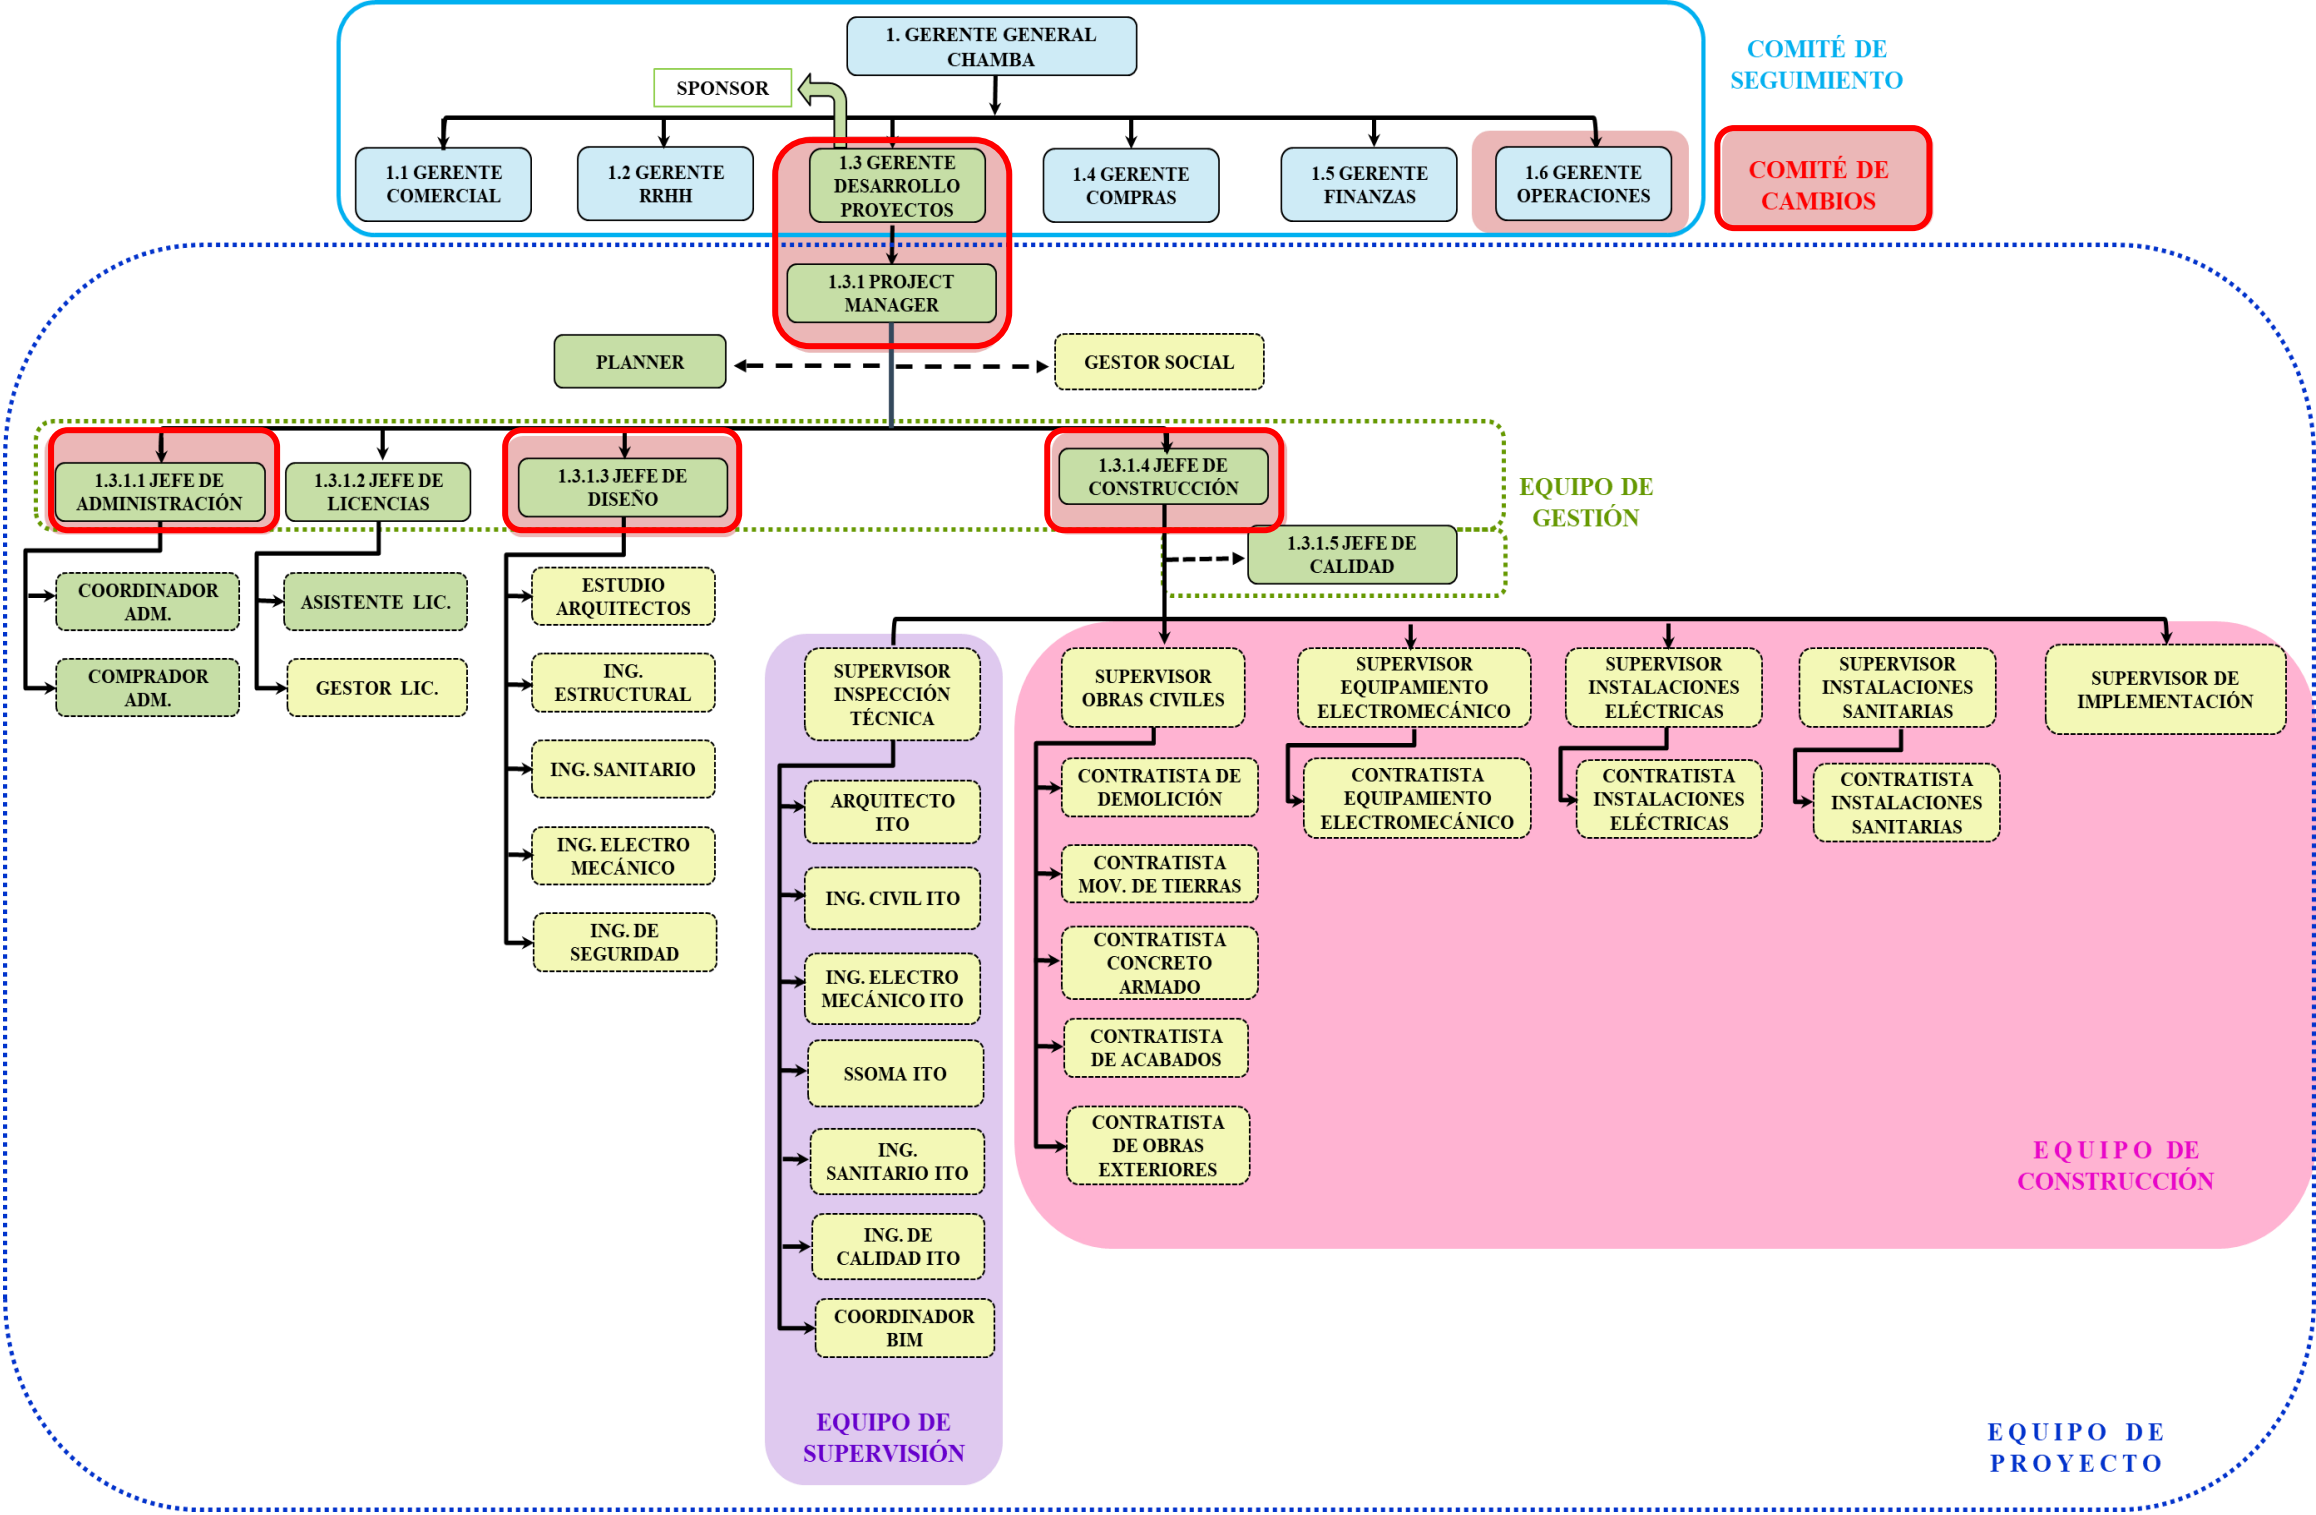 1. GERENTE GENERAL
CHAMBA
COMITÉ DE
SEGUIMIENTO
SPONSOR
1.1 GERENTE
COMERCIAL
1.2 GERENTE
RRHH
1.3 GERENTE
DESARROLLO
PROYECTOS
1.4 GERENTE
COMPRAS
1.5 GERENTE
FINANZAS
1.6 GERENTE
OPERACIONES
COMITÉ DE
CAMBIOS
1.3.1 PROJECT
MANAGER
PLANNER
GESTOR SOCIAL
1.3.1.1 JEFE DE
ADMINISTRACIÓN
1.3.1.2 JEFE DE
LICENCIAS
1.3.1.3 JEFE DE
DISEÑO
1.3.1.4 JEFE DE
CONSTRUCCIÓN
EQUIPO DE
GESTIÓN
1.3.1.5 JEFE DE
CALIDAD
COORDINADOR
ADM.
COMPRADOR
ADM.
ASISTENTE LIC.
GESTOR LIC.
ESTUDIO
ARQUITECTOS
ING.
ESTRUCTURAL
ING. SANITARIO
ING. ELECTRO
MECÁNICO
ING. DE
SEGURIDAD
SUPERVISOR
INSPECCIÓN
TÉCNICA
ARQUITECTO
ITO
ING. CIVIL ITO
ING. ELECTRO
MECÁNICO ITO
SSOMA ITO
ING.
SANITARIO ITO
ING. DE
CALIDAD ITO
COORDINADOR
BIM
EQUIPO DE
SUPERVISIÓN
SUPERVISOR
OBRAS CIVILES
CONTRATISTA DE
DEMOLICIÓN
CONTRATISTA
MOV. DE TIERRAS
CONTRATISTA
CONCRETO
ARMADO
CONTRATISTA
DE ACABADOS
CONTRATISTA
DE OBRAS
EXTERIORES
SUPERVISOR
EQUIPAMIENTO
ELECTROMECÁNICO
CONTRATISTA
EQUIPAMIENTO
ELECTROMECÁNICO
SUPERVISOR
INSTALACIONES
ELÉCTRICAS
CONTRATISTA
INSTALACIONES
ELÉCTRICAS
SUPERVISOR
INSTALACIONES
SANITARIAS
CONTRATISTA
INSTALACIONES
SANITARIAS
SUPERVISOR DE
IMPLEMENTACIÓN
EQUIPO DE
CONSTRUCCIÓN
EQUIPO DE
PROYECTO